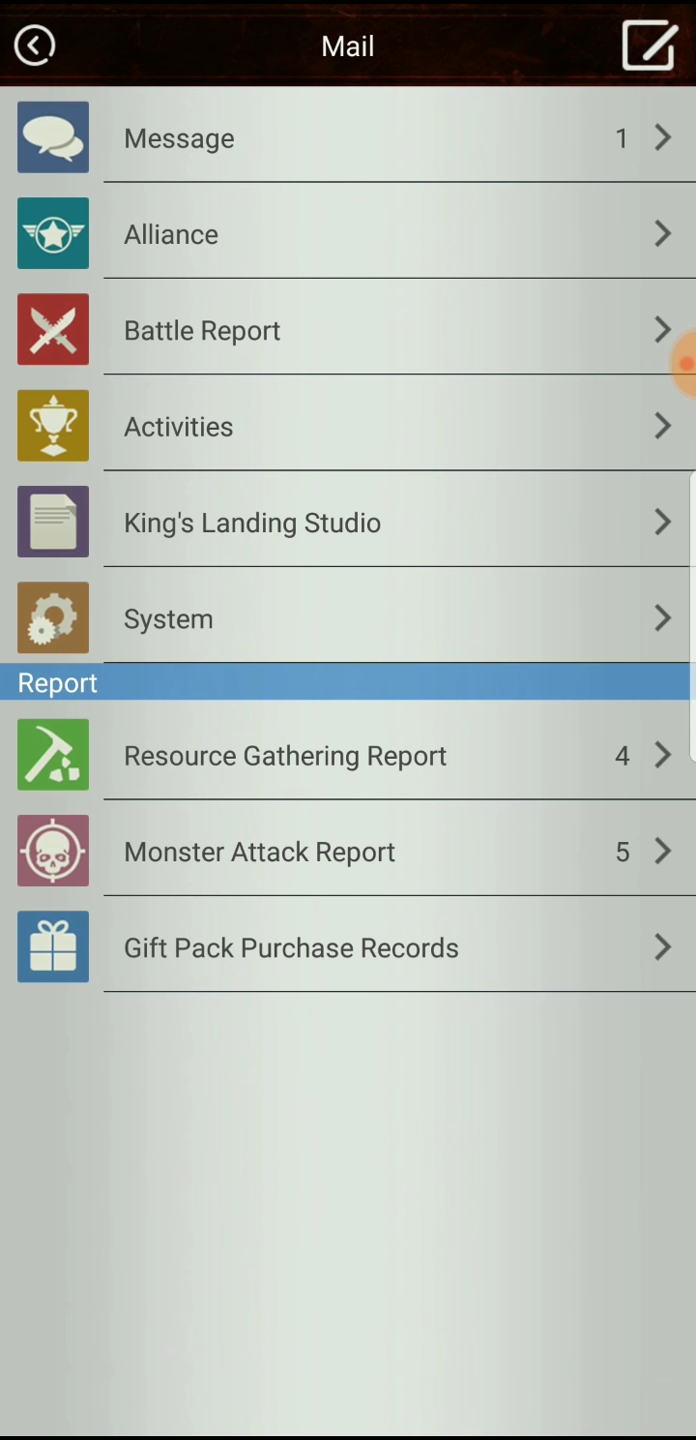 Mail
Message 1
Alliance
Battle Report
Activities
King's Landing Studio
System
Report
Resource Gathering Report 4
Monster Attack Report 5
Gift Pack Purchase Records